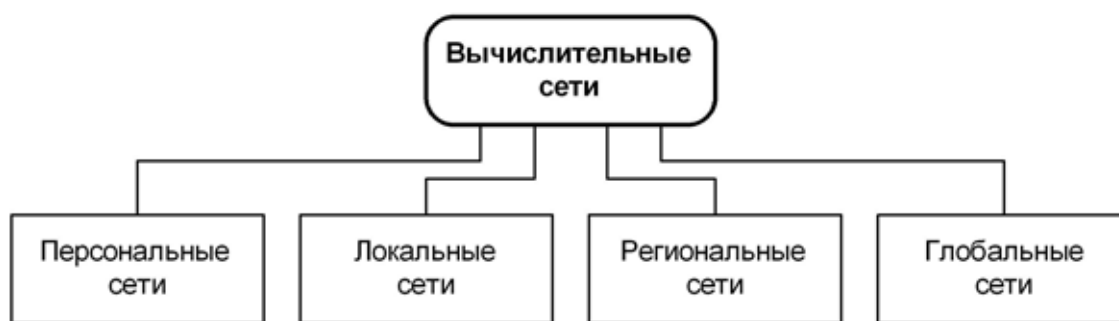 Вычислительные
сети
Персональные
сети
Локальные
сети
Региональные
сети
Глобальные
сети